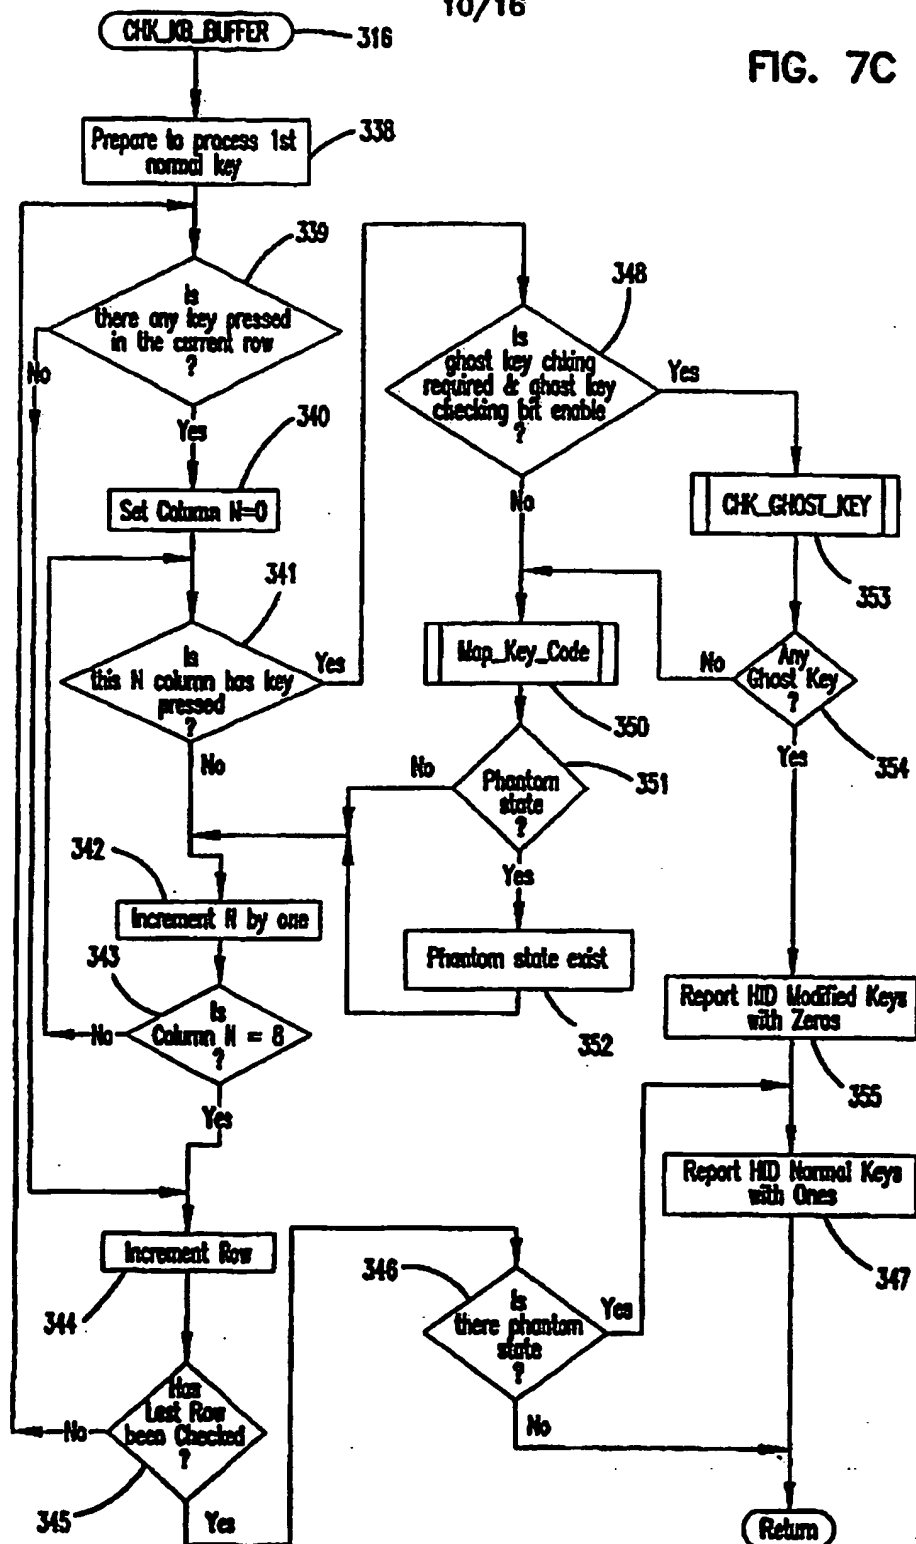 10/16
FIG. 7C
CHK_KB_BUFFER
316
Prepare to process 1st
normal key
338
339
Is
there any key pressed
in the current row
?
No
Yes
340
Set Column N=0
341
Is
this N column has key
pressed
?
Yes
No
342
Increment N by one
343
Is
Column N = 8
?
No
Yes
Increment Row
344
Has
Last Row
been Checked
?
No
345
Yes
348
Is
ghost key chking
required & ghost key
checking bit enable
?
Yes
No
CHK_GHOST_KEY
353
Map_Key_Code
350
Any
Ghost Key
?
No
354
Yes
Phantom
state
?
No
351
Yes
Phantom state exist
352
Report HID Modified Keys
with Zeros
355
Report HID Normal Keys
with Ones
347
346
Is
there phantom
state
?
Yes
No
Return